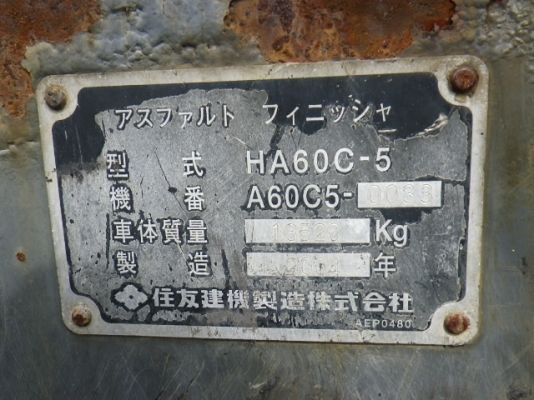 アスファルト フィニッシャ
型式 HA60C-5
機番 A60C5-
車体質量 Kg
製造 年
住友建機製造株式会社
AEP0480